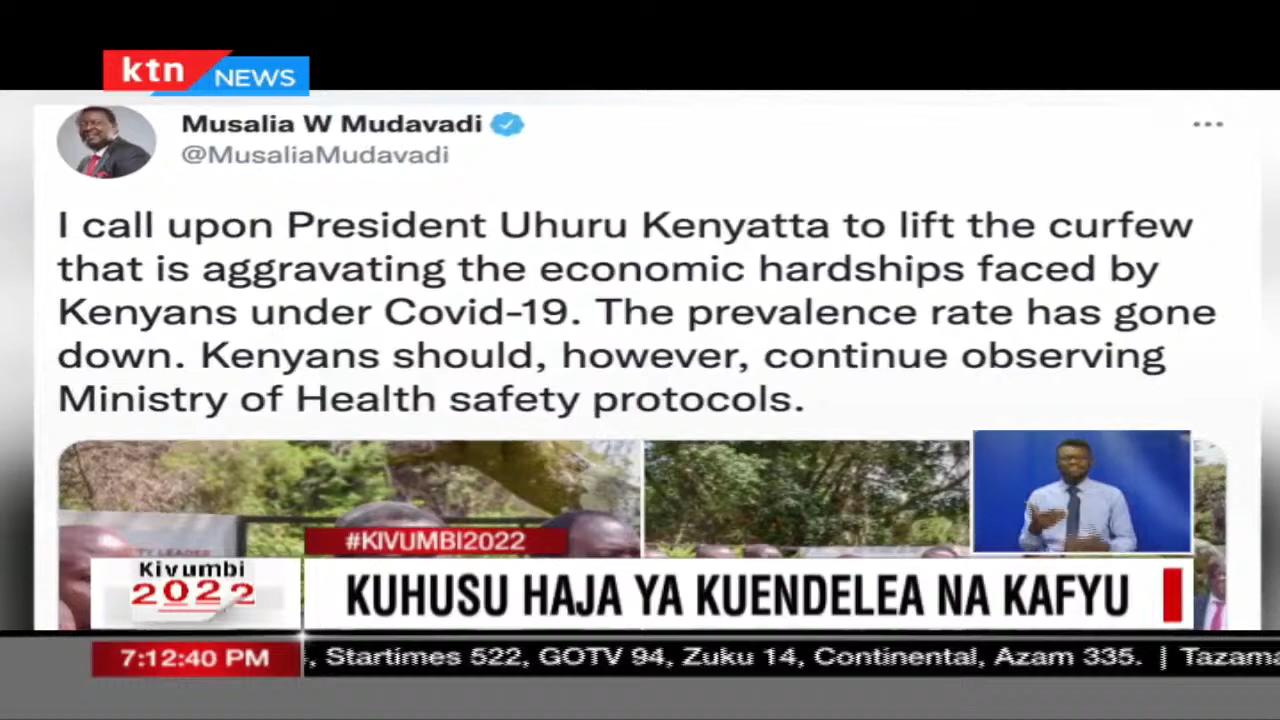 ktn NEWS
Musalia W Mudavadi
@MusaliaMudavadi
I call upon President Uhuru Kenyatta to lift the curfew
that is aggravating the economic hardships faced by
Kenyans under Covid-19. The prevalence rate has gone
down. Kenyans should, however, continue observing
Ministry of Health safety protocols.
TY LEADER
#KIVUMBI2022
Kivumbi
2022
KUHUSU HAJA YA KUENDELEA NA KAFYU
7:12:40 PM
, Startimes 522, GOTV 94, Zuku 14, Continental, Azam 335. | Tazama